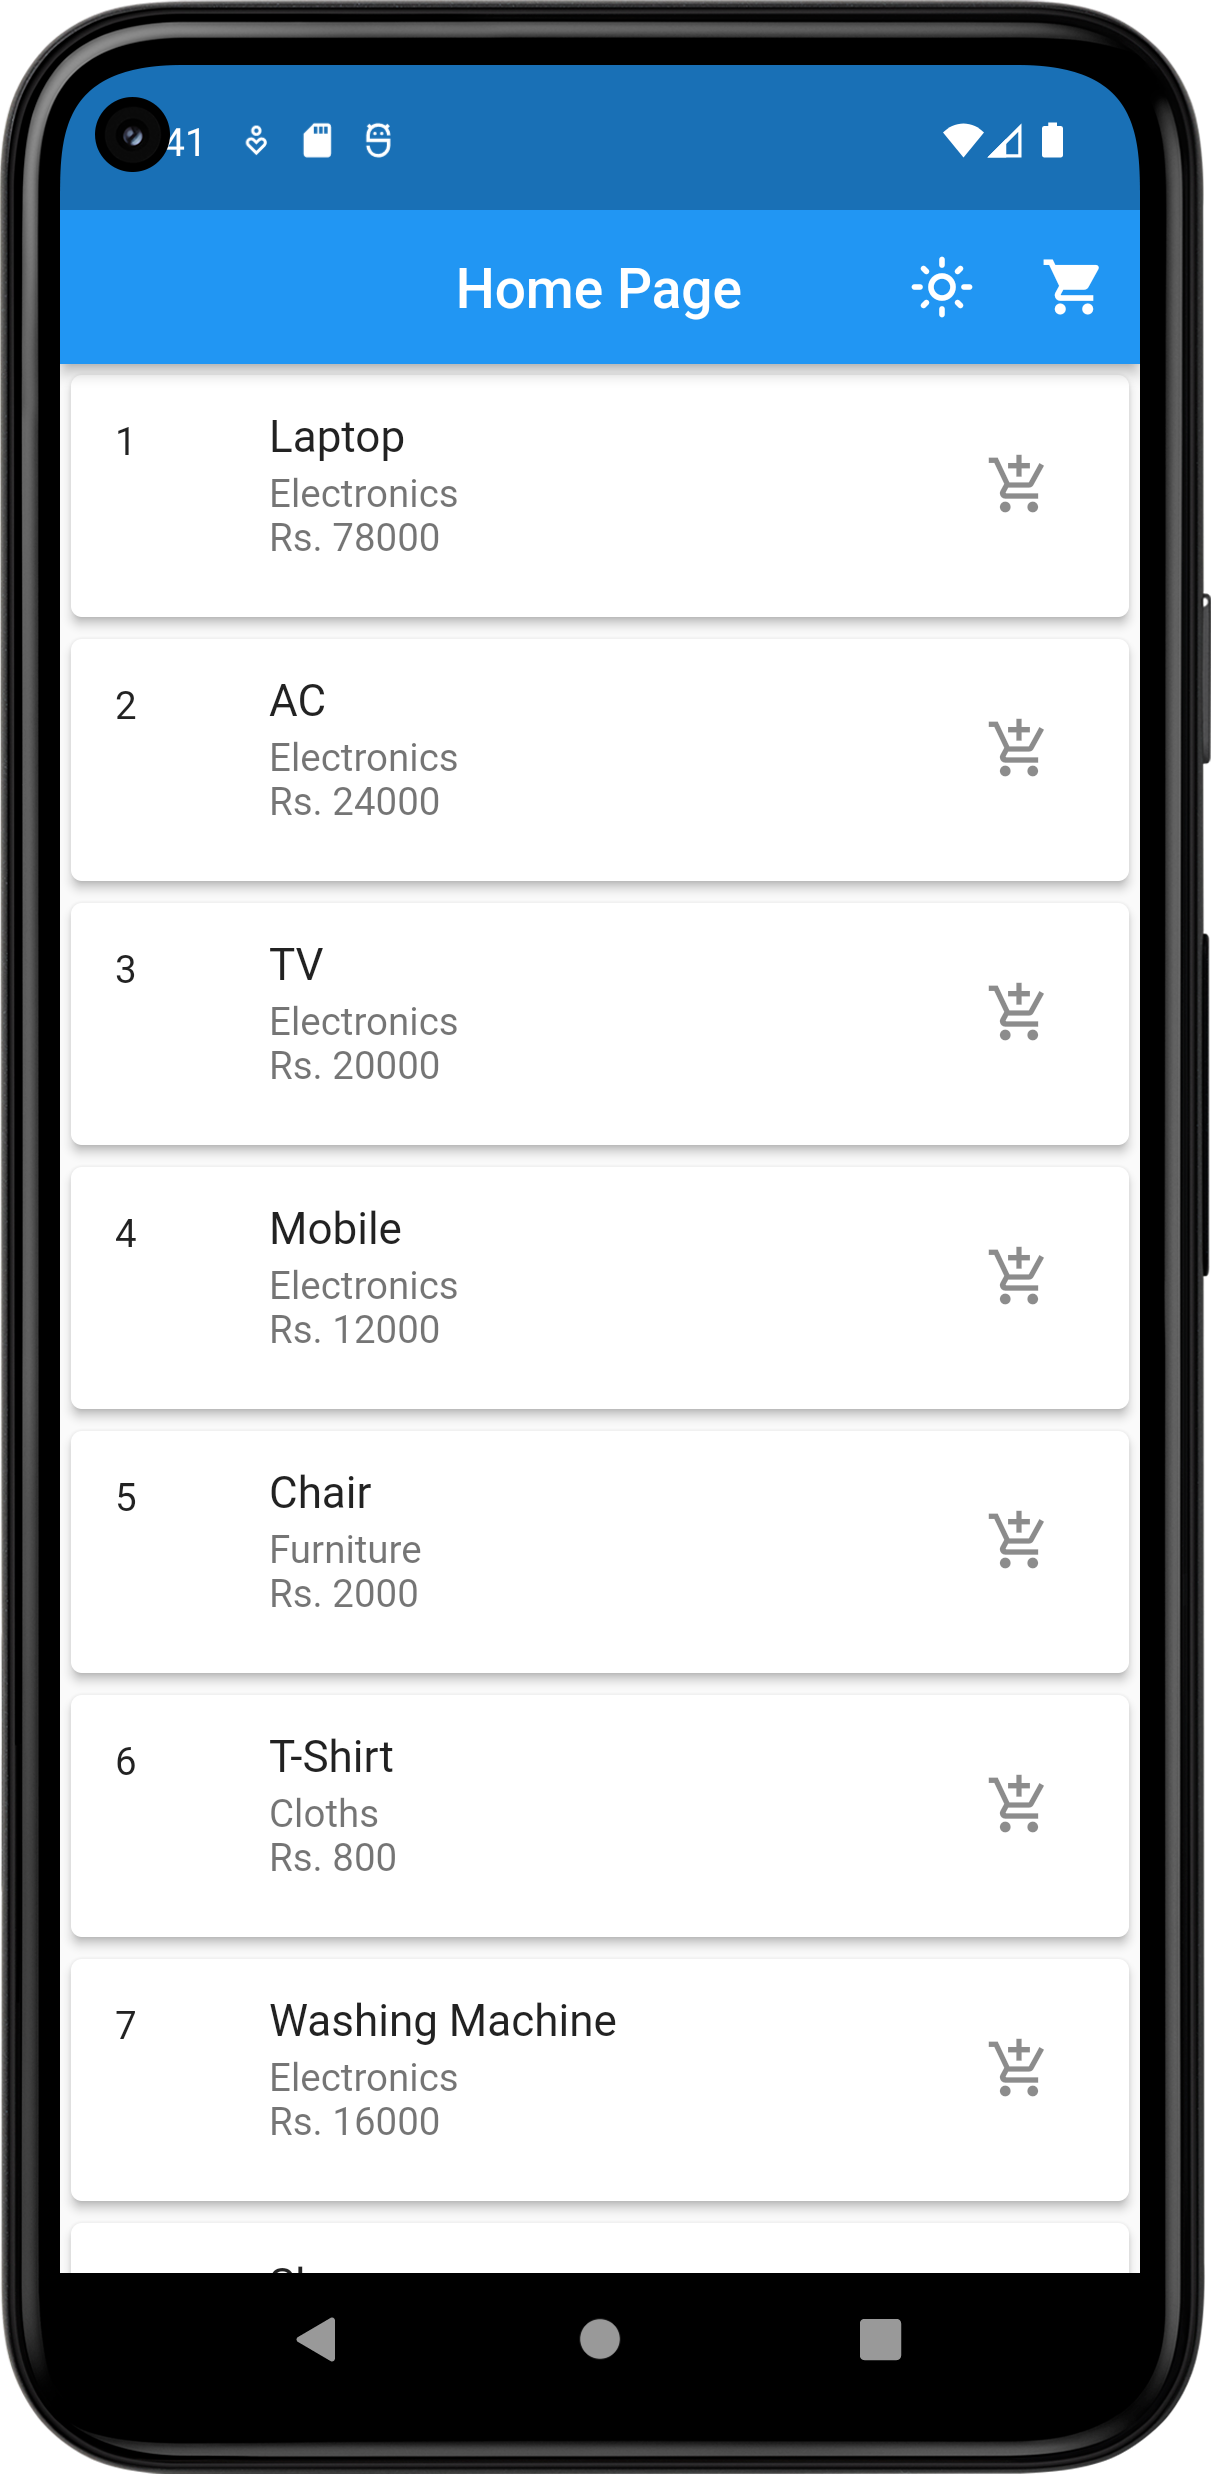 41
Home Page
1
Laptop
Electronics
Rs. 78000
2
AC
Electronics
Rs. 24000
3
TV
Electronics
Rs. 20000
4
Mobile
Electronics
Rs. 12000
5
Chair
Furniture
Rs. 2000
6
T-Shirt
Cloths
Rs. 800
7
Washing Machine
Electronics
Rs. 16000